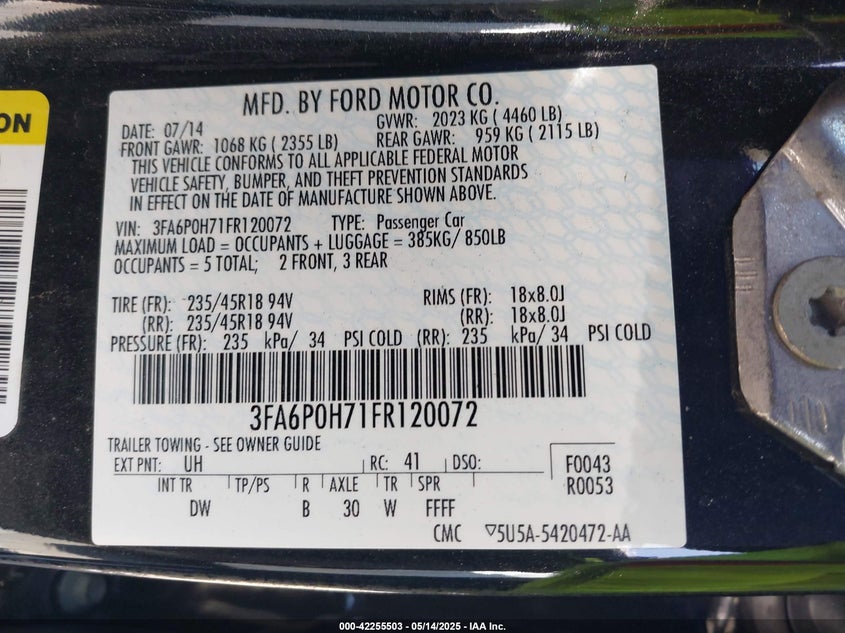 ON
MFD. BY FORD MOTOR CO.
DATE: 07/14 GVWR: 2023 KG ( 4460 LB)
FRONT GAWR: 1068 KG ( 2355 LB) REAR GAWR: 959 KG ( 2115 LB)
THIS VEHICLE CONFORMS TO ALL APPLICABLE FEDERAL MOTOR
VEHICLE SAFETY, BUMPER, AND THEFT PREVENTION STANDARDS
IN EFFECT ON THE DATE OF MANUFACTURE SHOWN ABOVE.
VIN: 3FA6P0H71FR120072 TYPE: Passenger Car
MAXIMUM LOAD = OCCUPANTS + LUGGAGE = 385KG/ 850LB
OCCUPANTS = 5 TOTAL; 2 FRONT, 3 REAR
TIRE (FR): 235/45R18 94V RIMS (FR): 18x8.0J
(RR): 235/45R18 94V (RR): 18x8.0J
PRESSURE (FR): 235 kPa/ 34 PSI COLD (RR): 235 kPa/ 34 PSI COLD
3FA6P0H71FR120072
TRAILER TOWING - SEE OWNER GUIDE
EXT PNT: UH RC: 41 DSO: F0043
INT TR TP/PS R AXLE TR SPR R0053
DW B 30 W FFFF
CMC ▽5U5A-5420472-AA
000-42255503 - 05/14/2025 - IAA Inc.